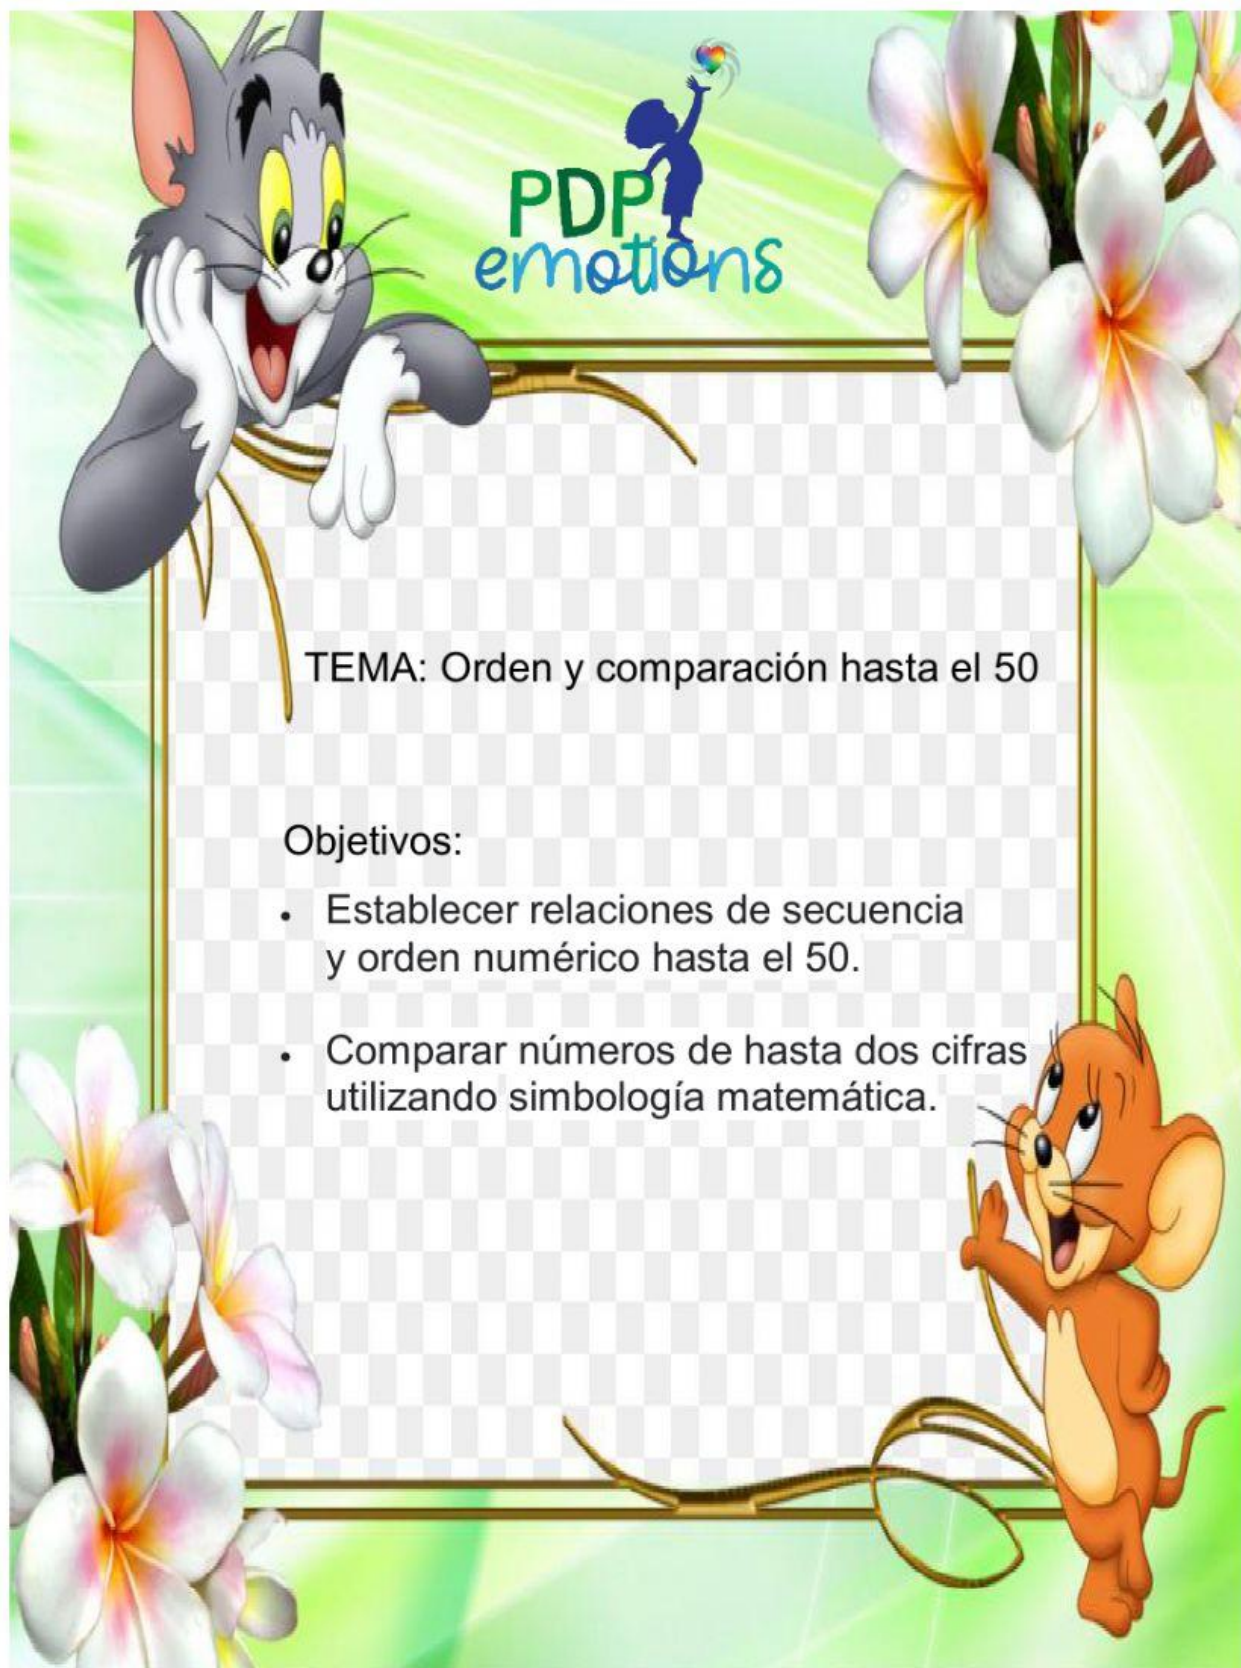 PDP
emotions
TEMA: Orden y comparación hasta el 50
Objetivos:
• Establecer relaciones de secuencia
y orden numérico hasta el 50.
• Comparar números de hasta dos cifras
utilizando simbología matemática.